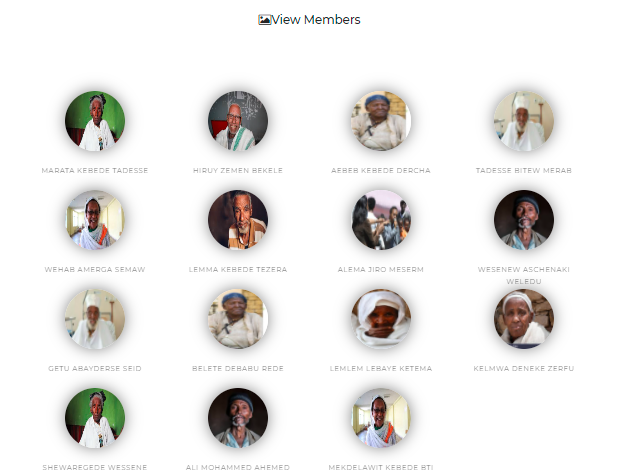 View Members
MARATA KEBEDE TADESSE
HIRUY ZEMEN BEKELE
AEBEB KEBEDE DERCHA
TADESSE BITEW MERAB
WEHAB AMERGA SEMAW
LEMMA KEBEDE TEZERA
ALEMA JIRO MESERM
WESENEW ASCHENAKI
WELEDU
GETU ABAYDERSE SEID
BELETE DEBABU REDE
LEMLEM LEBAYE KETEMA
KELMWA DENEKE ZERFU
SHEWAREGEDE WESSENE
ALI MOHAMMED AHEMED
MEKDELAWIT KEBEDE BTI